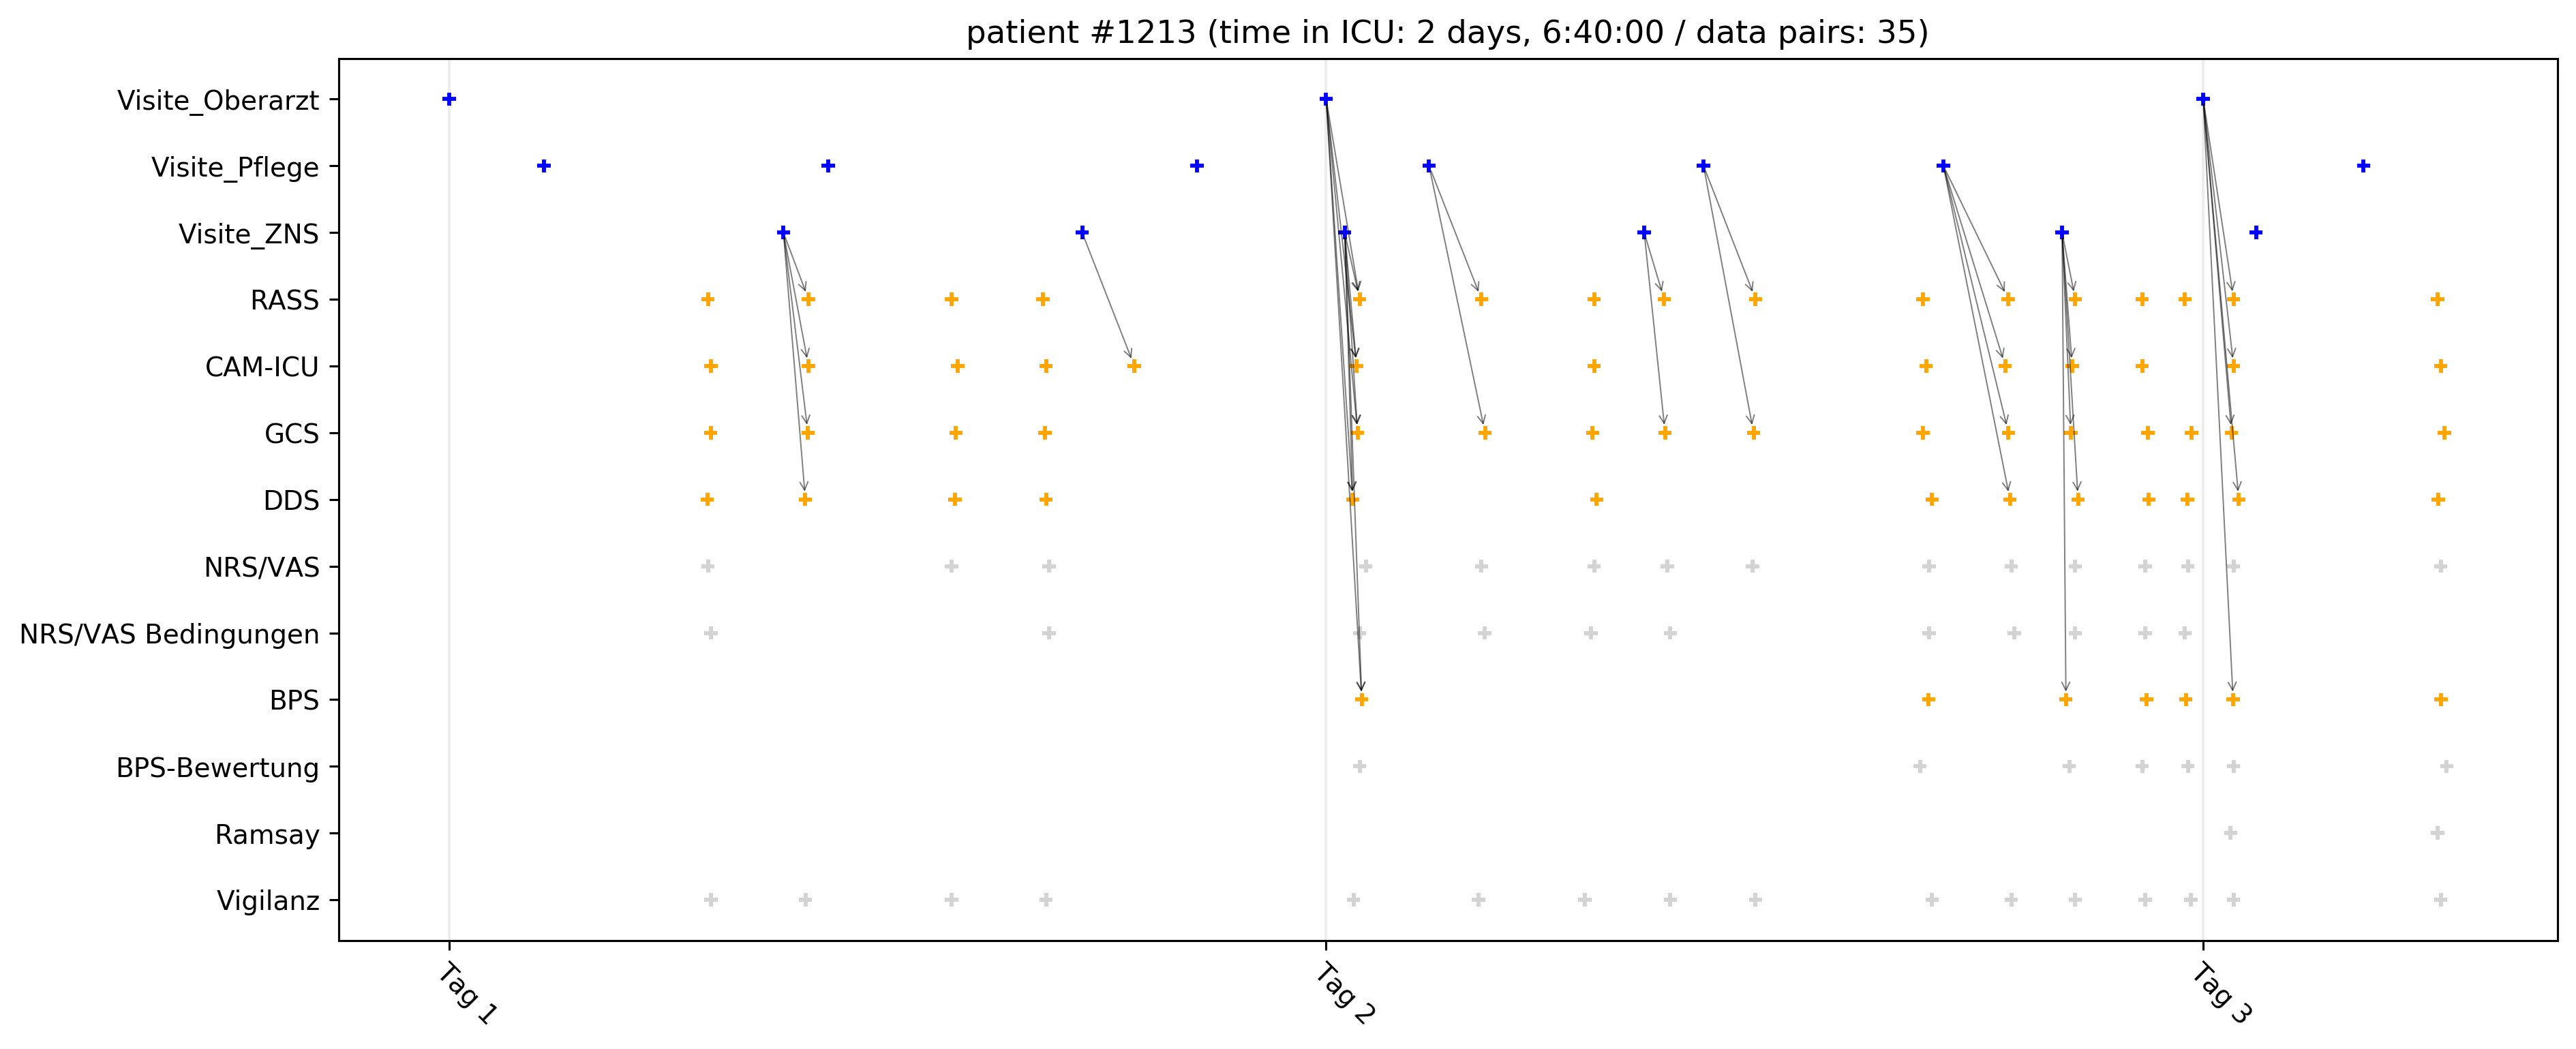 patient #1213 (time in ICU: 2 days, 6:40:00 / data pairs: 35)
Visite_Oberarzt
Visite_Pflege
Visite_ZNS
RASS
CAM-ICU
GCS
DDS
NRS/VAS
NRS/VAS Bedingungen
BPS
BPS-Bewertung
Ramsay
Vigilanz
Tag 1
Tag 2
Tag 3